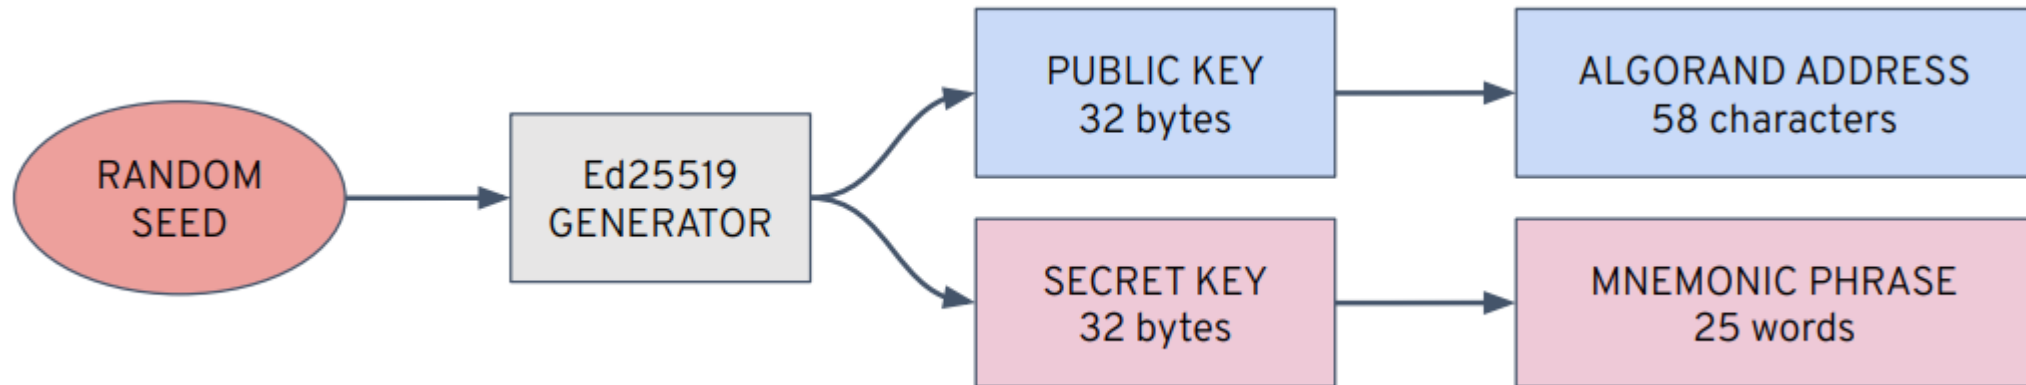 RANDOM
SEED
Ed25519
GENERATOR
PUBLIC KEY
32 bytes
ALGORAND ADDRESS
58 characters
SECRET KEY
32 bytes
MNEMONIC PHRASE
25 words